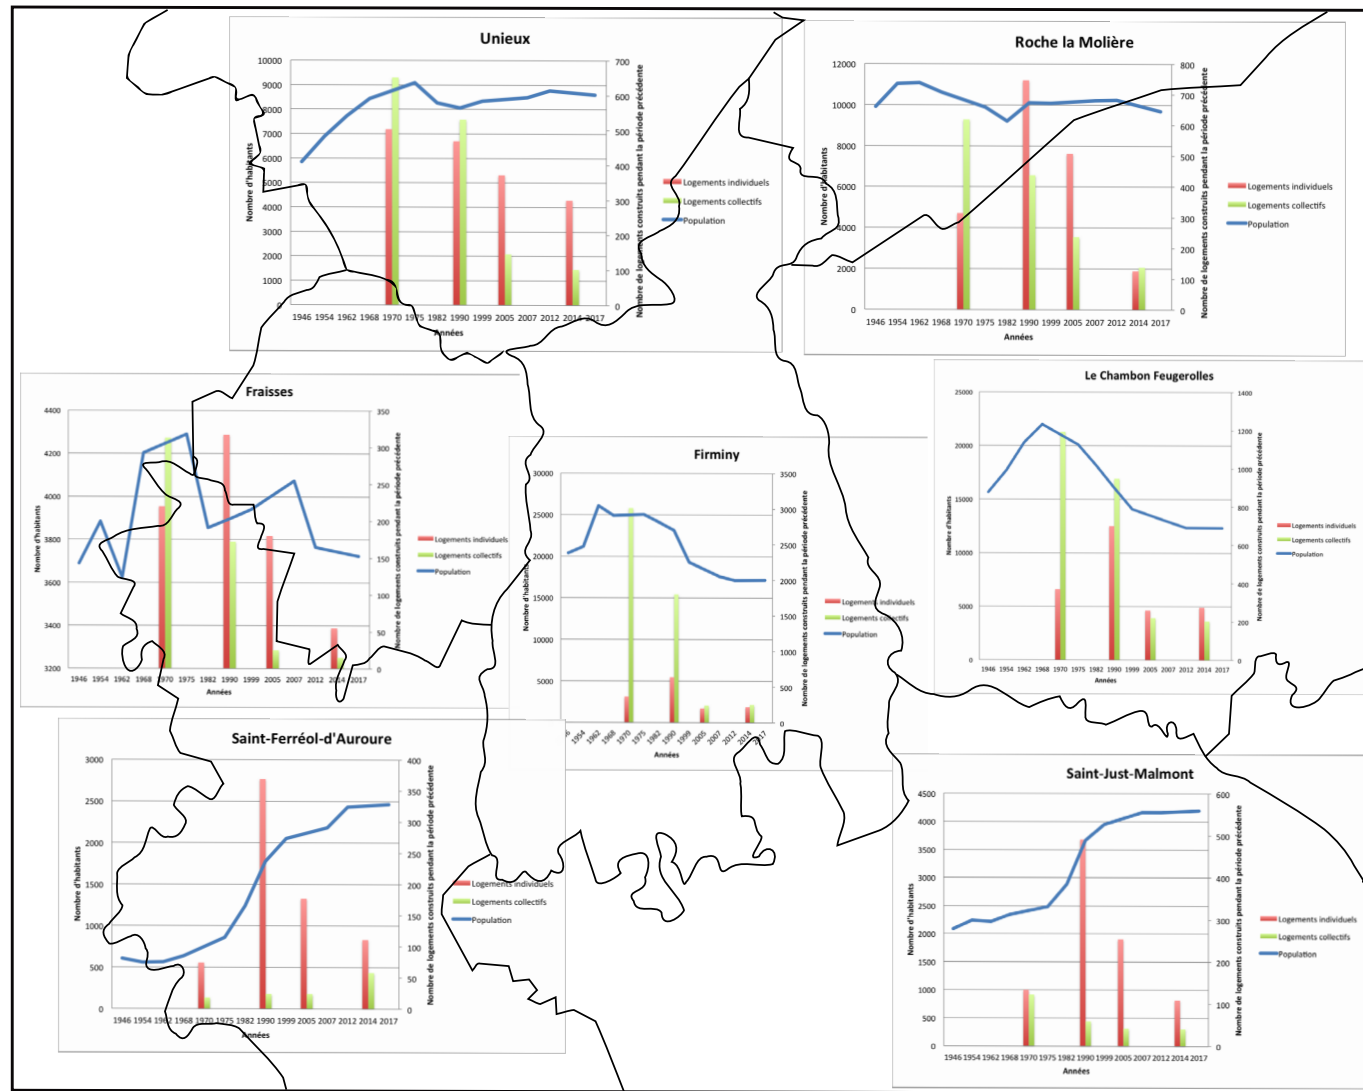 Unieux
10000
9000
8000
7000
6000
5000
4000
3000
2000
1000
0
Nombre d'habitants
700
600
500
400
300
200
100
0
Nombre de logements construits pendant la période précédente
1946 1954 1962 1968 1970 1975 1982 1990 1999 2005 2007 2012 2014 2017
Années
Logements individuels
Logements collectifs
Population
Roche la Molière
12000
10000
8000
6000
4000
2000
0
Nombre d'habitants
800
700
600
500
400
300
200
100
0
Nombre de logements construits pendant la période précédente
1946 1954 1962 1968 1970 1975 1982 1990 1999 2005 2007 2012 2014 2017
Années
Logements individuels
Logements collectifs
Population
Fraisses
4400
4200
4000
3800
3600
3400
3200
Nombre d'habitants
350
300
250
200
150
100
50
0
Nombre de logements construits pendant la période précédente
1946 1954 1962 1968 1970 1975 1982 1990 1999 2005 2007 2012 2014 2017
Années
Logements individuels
Logements collectifs
Population
Firminy
30000
25000
20000
15000
10000
5000
Nombre d'habitants
3500
3000
2500
2000
1500
1000
500
0
Nombre de logements construits pendant la période précédente
1954 1962 1968 1970 1975 1982 1990 1999 2005 2007 2012 2014 2017
Années
Logements individuels
Logements collectifs
Population
Le Chambon Feugerolles
25000
20000
15000
10000
5000
0
Nombre d'habitants
1400
1200
1000
800
600
400
200
0
Nombre de logements construits pendant la période précédente
1946 1954 1962 1968 1970 1975 1982 1990 1999 2005 2007 2012 2014 2017
Années
Logements individuels
Logements collectifs
Population
Saint-Ferréol-d'Auroure
3000
2500
2000
1500
1000
500
0
Nombre d'habitants
400
350
300
250
200
150
100
50
0
Nombre de logements construits pendant la période précédente
1946 1954 1962 1968 1970 1975 1982 1990 1999 2005 2007 2012 2014 2017
Années
Logements individuels
Logements collectifs
Population
Saint-Just-Malmont
4500
4000
3500
3000
2500
2000
1500
1000
500
0
Nombre d'habitants
600
500
400
300
200
100
0
Nombre de logements construits pendant la période précédente
1946 1954 1962 1968 1970 1975 1982 1990 1999 2005 2007 2012 2014 2017
Années
Logements individuels
Logements collectifs
Population